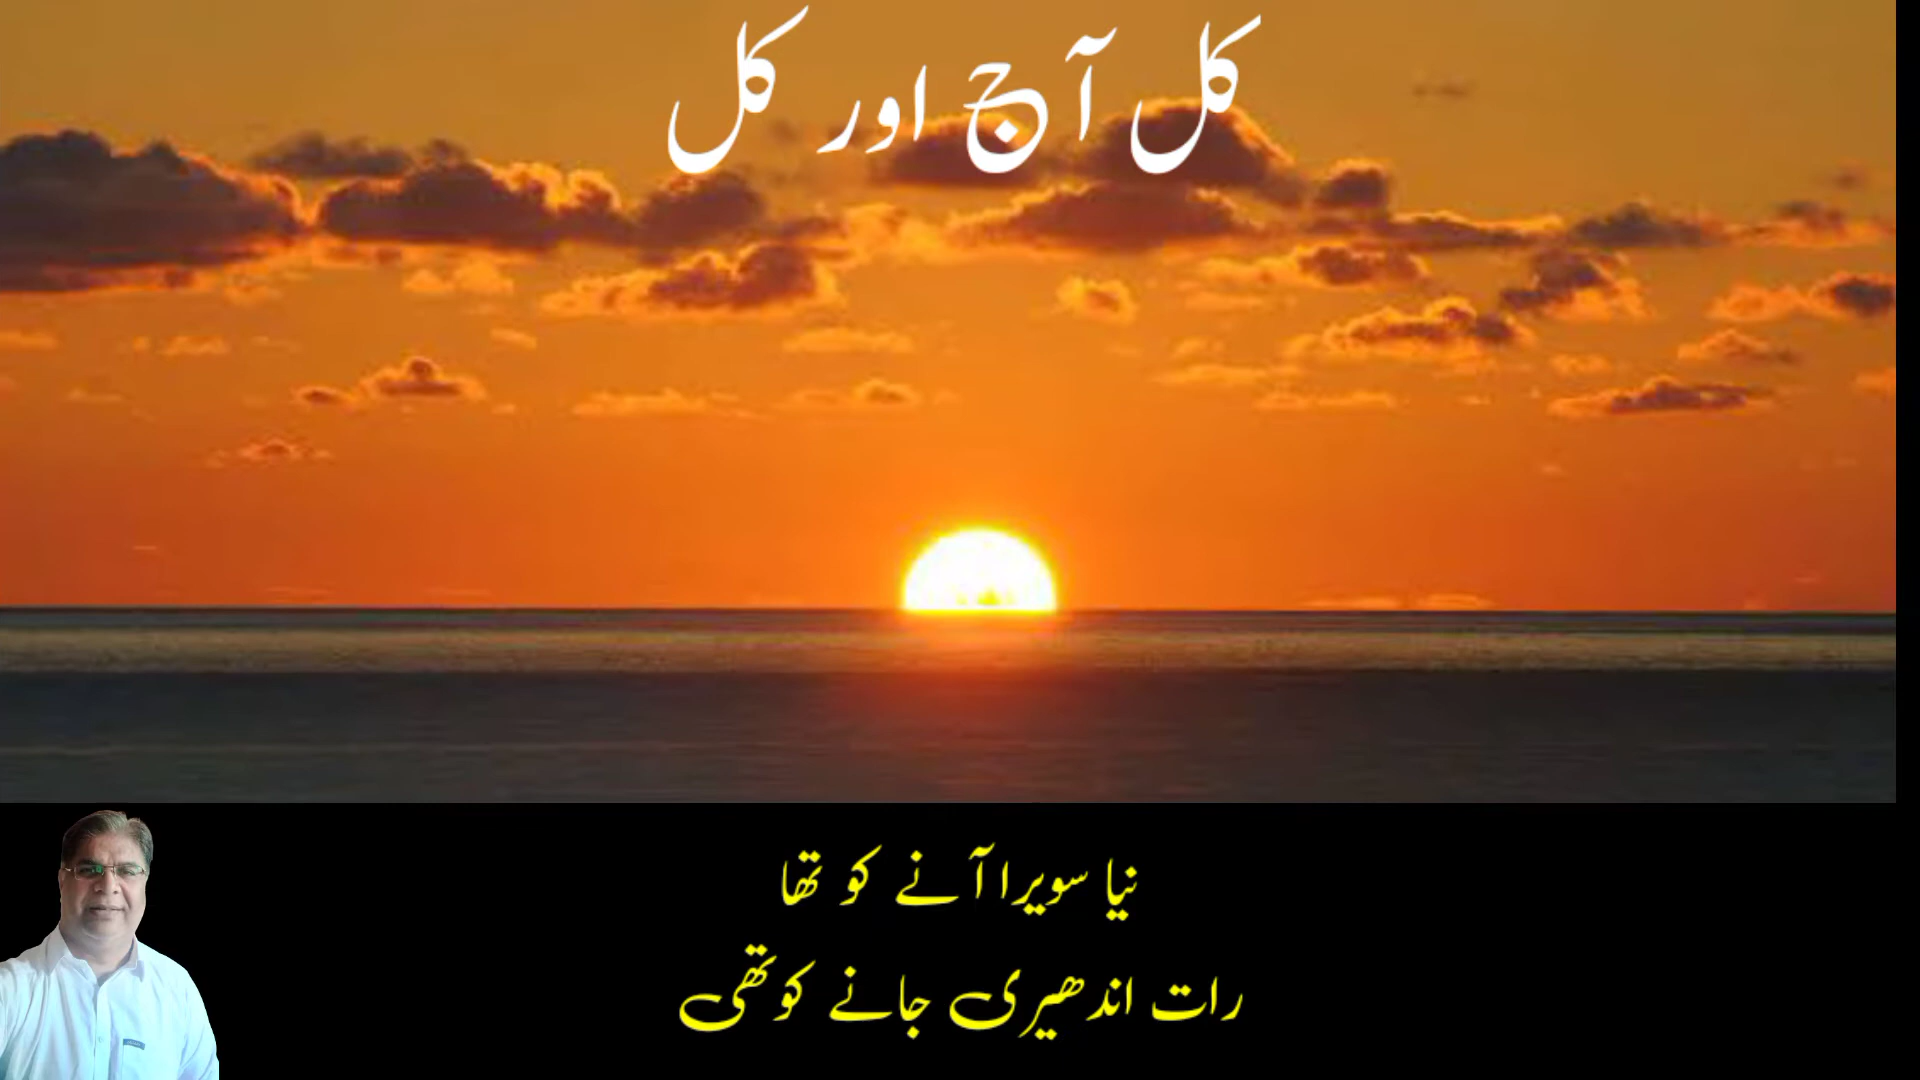 کل آج اور کل
نیا سویرا آنے کو تھا
رات اندھیری جانے کو تھی